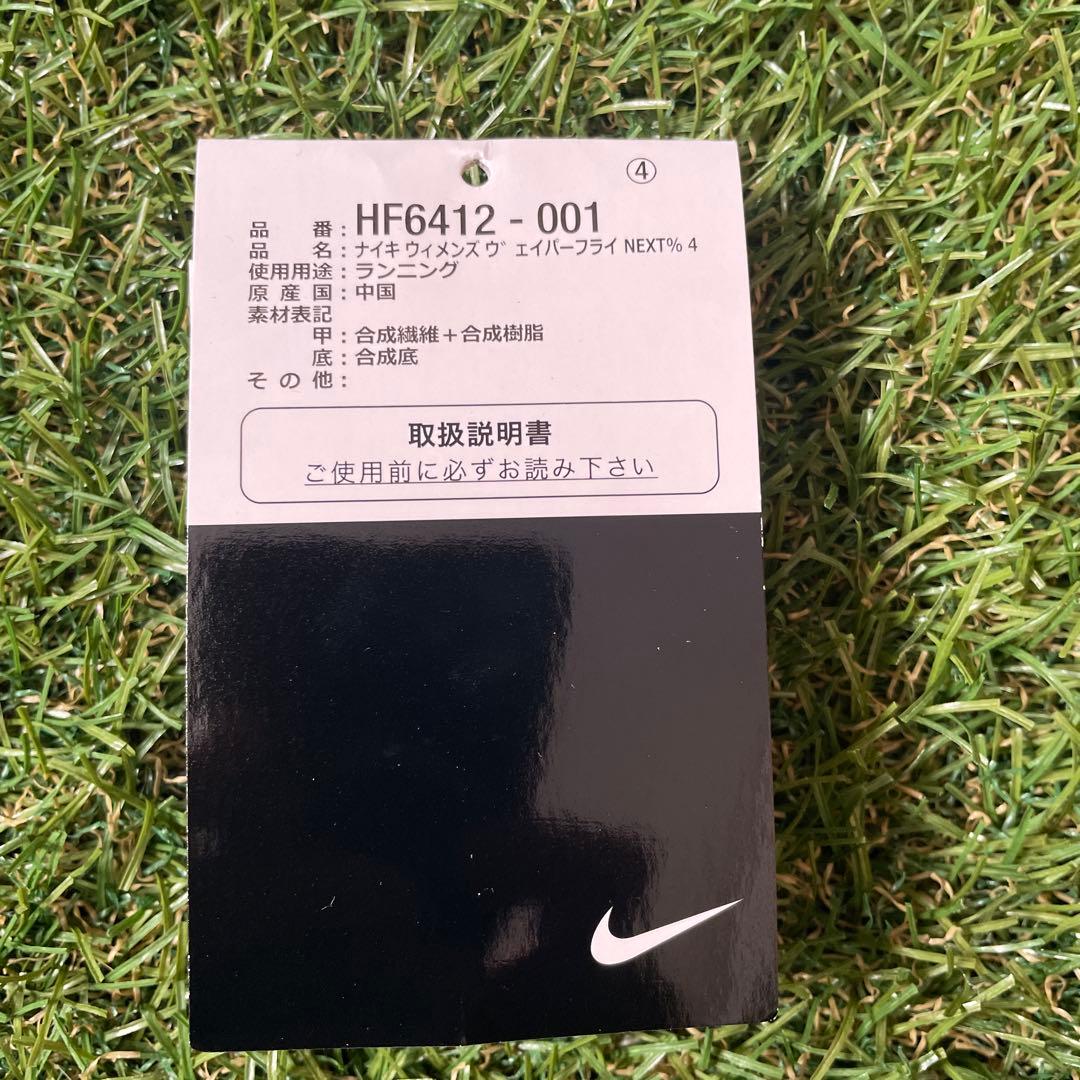 ④
品番：HF6412 - 001
品名：ナイキ ウィメンズ ヴェイパーフライ NEXT% 4
使用用途：ランニング
原産国：中国
素材表記
甲：合成繊維＋合成樹脂
底：合成底
その他：
取扱説明書
ご使用前に必ずお読み下さい